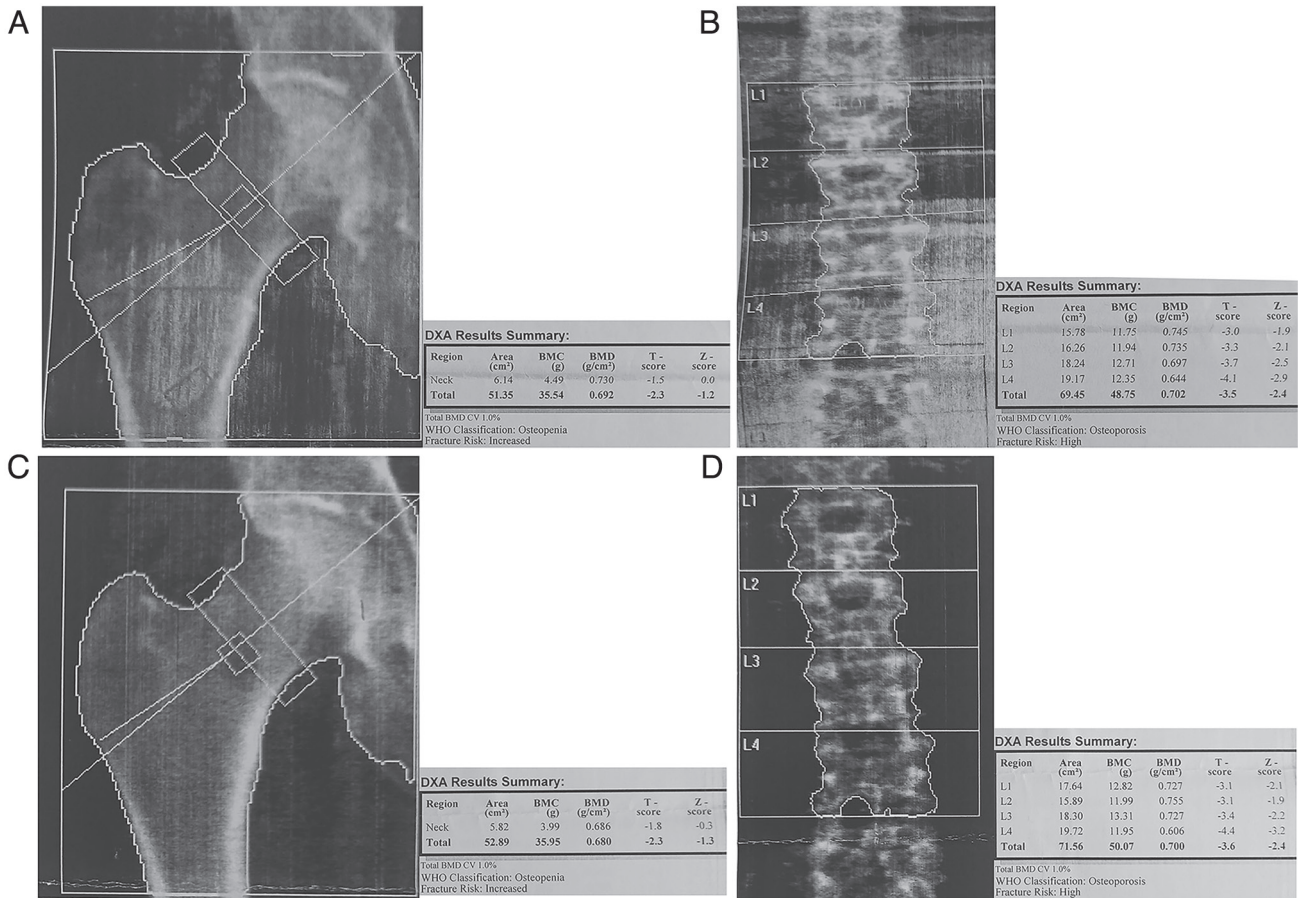 A
DXA Results Summary:
Region Area (cm²) BMC (g) BMD (g/cm²) T - score Z - score
Neck 6.14 4.49 0.730 -1.5 0.0
Total 51.35 35.54 0.692 -2.3 -1.2
Total BMD CV 1.0%
WHO Classification: Osteopenia
Fracture Risk: Increased
B
L1
L2
L3
L4
DXA Results Summary:
Region Area (cm²) BMC (g) BMD (g/cm²) T - score Z - score
L1 15.78 11.75 0.745 -3.0 -1.9
L2 16.26 11.94 0.735 -3.3 -2.1
L3 18.24 12.71 0.697 -3.7 -2.5
L4 19.17 12.35 0.644 -4.1 -2.9
Total 69.45 48.75 0.702 -3.5 -2.4
Total BMD CV 1.0%
WHO Classification: Osteoporosis
Fracture Risk: High
C
DXA Results Summary:
Region Area (cm²) BMC (g) BMD (g/cm²) T - score Z - score
Neck 5.82 3.99 0.686 -1.8 -0.3
Total 52.89 35.95 0.680 -2.3 -1.3
Total BMD CV 1.0%
WHO Classification: Osteopenia
Fracture Risk: Increased
D
L1
L2
L3
L4
DXA Results Summary:
Region Area (cm²) BMC (g) BMD (g/cm²) T - score Z - score
L1 17.64 12.82 0.727 -3.1 -2.1
L2 15.89 11.99 0.755 -3.1 -1.9
L3 18.30 13.31 0.727 -3.4 -2.2
L4 19.72 11.95 0.606 -4.4 -3.2
Total 71.56 50.07 0.700 -3.6 -2.4
Total BMD CV 1.0%
WHO Classification: Osteoporosis
Fracture Risk: High